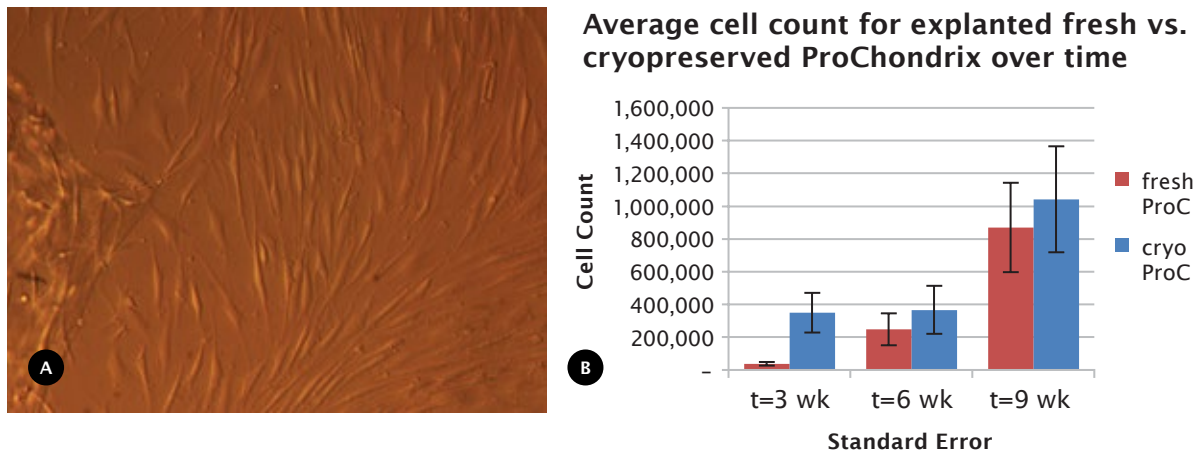 A
Average cell count for explanted fresh vs.
cryopreserved ProChondrix over time
1,600,000
1,400,000
1,200,000
1,000,000
800,000
600,000
400,000
200,000
–
Cell Count
t=3 wk t=6 wk t=9 wk
Standard Error
fresh
ProC
cryo
ProC
B